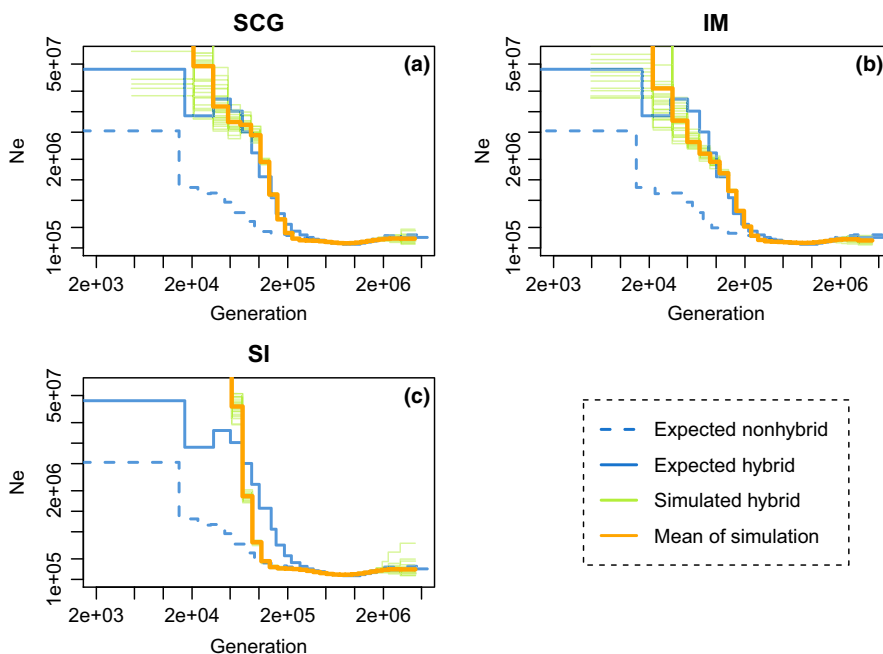 SCG
(a)
5e+07
2e+06
1e+05
Ne
2e+03 2e+04 2e+05 2e+06
Generation
IM
(b)
5e+07
2e+06
1e+05
Ne
2e+03 2e+04 2e+05 2e+06
Generation
SI
(c)
5e+07
2e+06
1e+05
Ne
2e+03 2e+04 2e+05 2e+06
Generation
Expected nonhybrid
Expected hybrid
Simulated hybrid
Mean of simulation